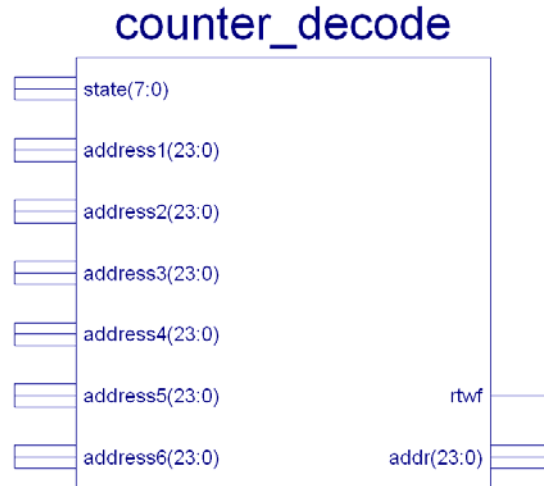 counter_decode
state(7:0)
address1(23:0)
address2(23:0)
address3(23:0)
address4(23:0)
address5(23:0)
rtwf
address6(23:0)
addr(23:0)